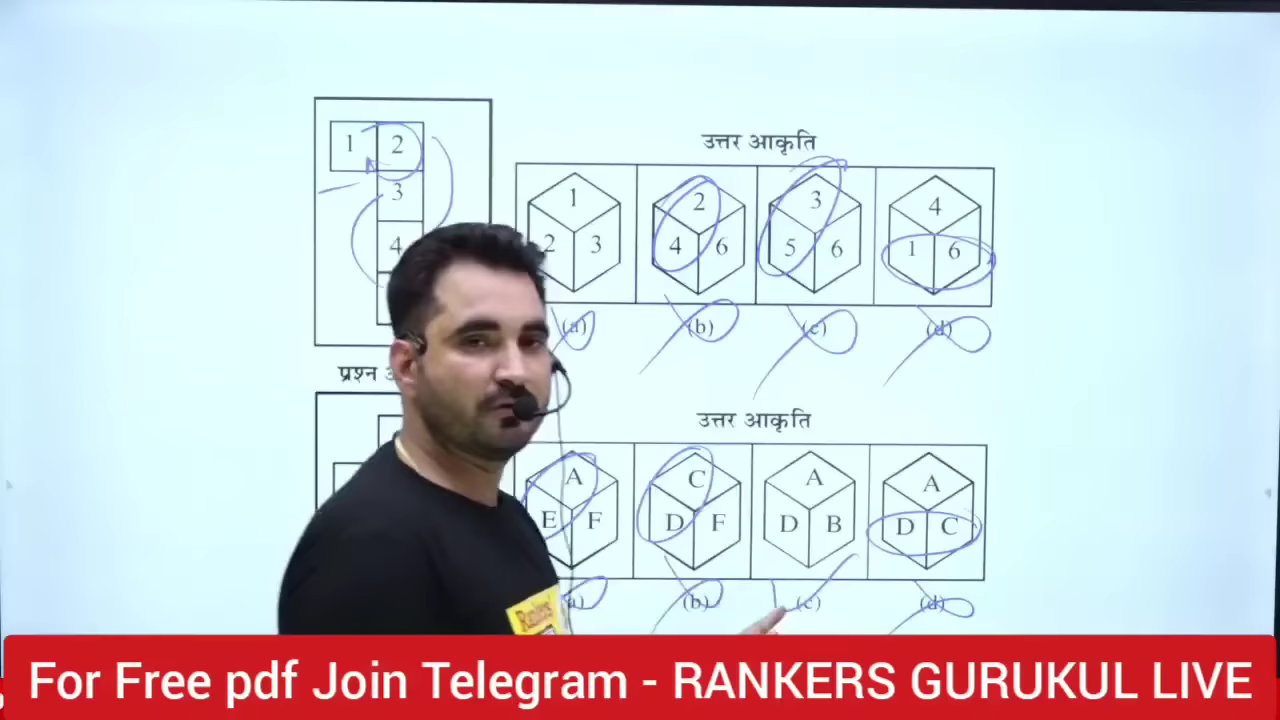 1 2
3
4
उत्तर आकृति
1 2 3
2 4 6
3 5 6
4 1 6
(a) (b) (c) (d)
प्रश्न
उत्तर आकृति
A E F
C D F
A D B
A D C
(a) (b) (c) (d)
Rankers
For Free pdf Join Telegram - RANKERS GURUKUL LIVE